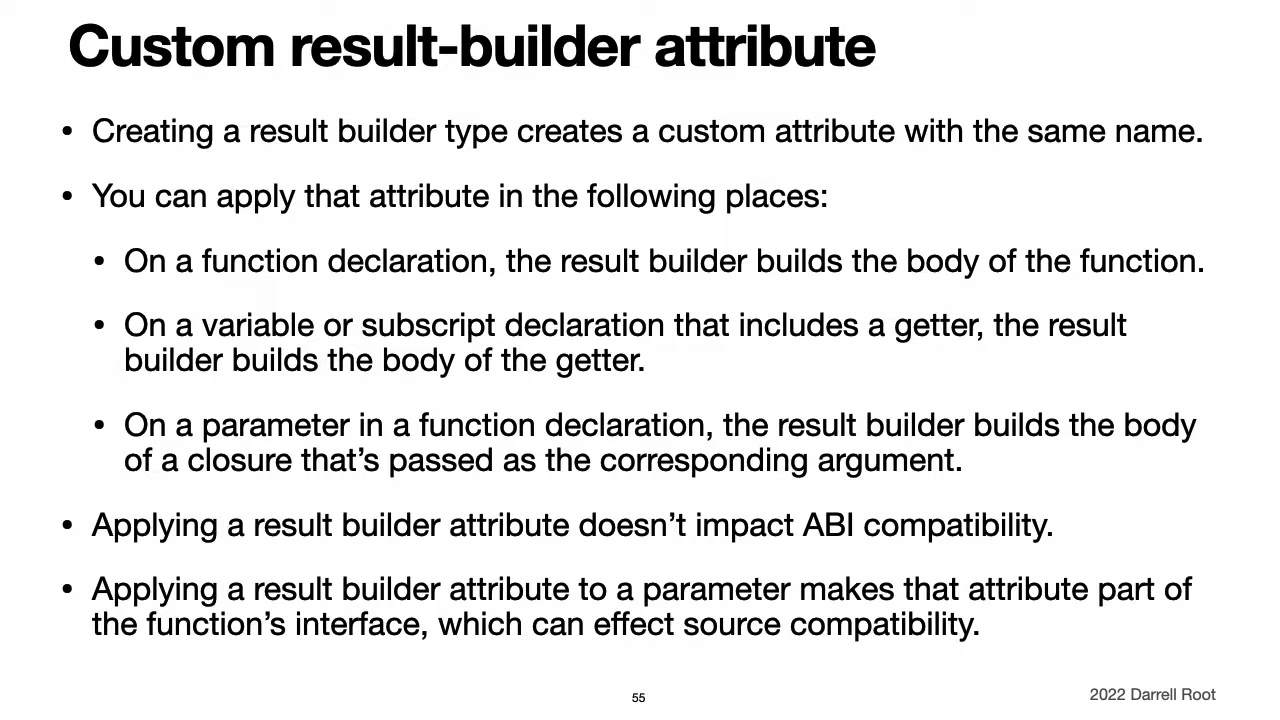 Custom result-builder attribute
• Creating a result builder type creates a custom attribute with the same name.
• You can apply that attribute in the following places:
• On a function declaration, the result builder builds the body of the function.
• On a variable or subscript declaration that includes a getter, the result
builder builds the body of the getter.
• On a parameter in a function declaration, the result builder builds the body
of a closure that’s passed as the corresponding argument.
• Applying a result builder attribute doesn’t impact ABI compatibility.
• Applying a result builder attribute to a parameter makes that attribute part of
the function’s interface, which can effect source compatibility.
55
2022 Darrell Root